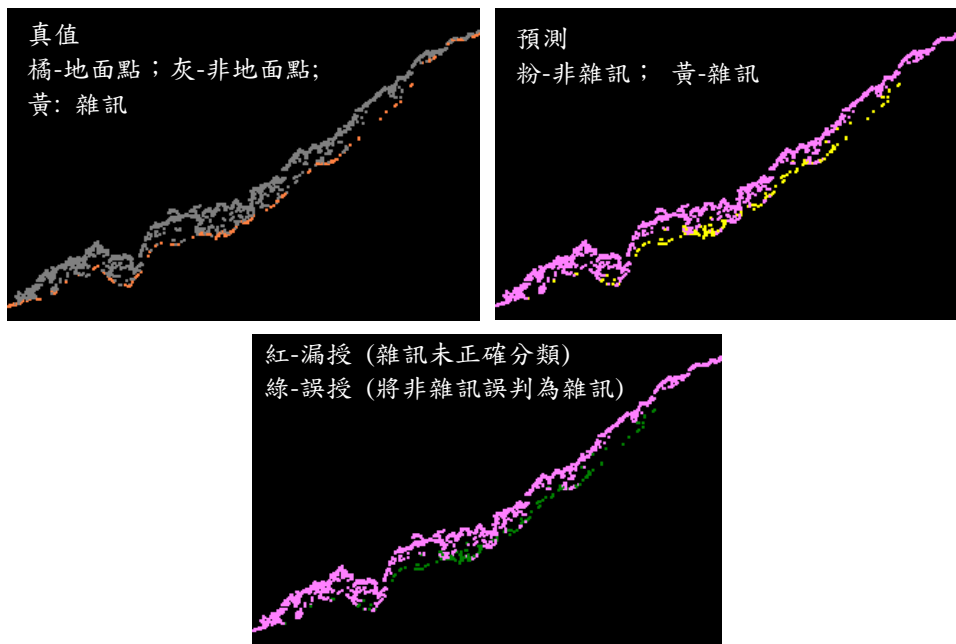 真值
橘-地面點；灰-非地面點;
黃: 雜訊
預測
粉-非雜訊； 黃-雜訊
紅-漏授 (雜訊未正確分類)
綠-誤授 (將非雜訊誤判為雜訊)